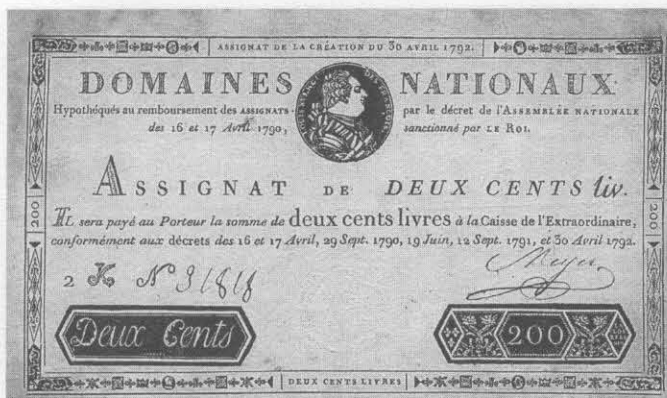 ASSIGNAT DE LA CRÉATION DU 30 AVRIL 1792.
DOMAINES NATIONAUX
Hypothéqués au remboursement des ASSIGNATS par le décret de l'ASSEMBLÉE NATIONALE
des 16 et 17 Avril 1790, sanctionné par LE ROI.
ASSIGNAT DE DEUX CENTS liv.
IL sera payé au Porteur la somme de deux cents livres à la Caisse de l'Extraordinaire,
conformément aux décrets des 16 et 17 Avril, 29 Sept. 1790, 19 Juin, 12 Sept. 1791, et 30 Avril 1792.
200
200
2 K N° 31818
Deux Cents
200
DEUX CENTS LIVRES